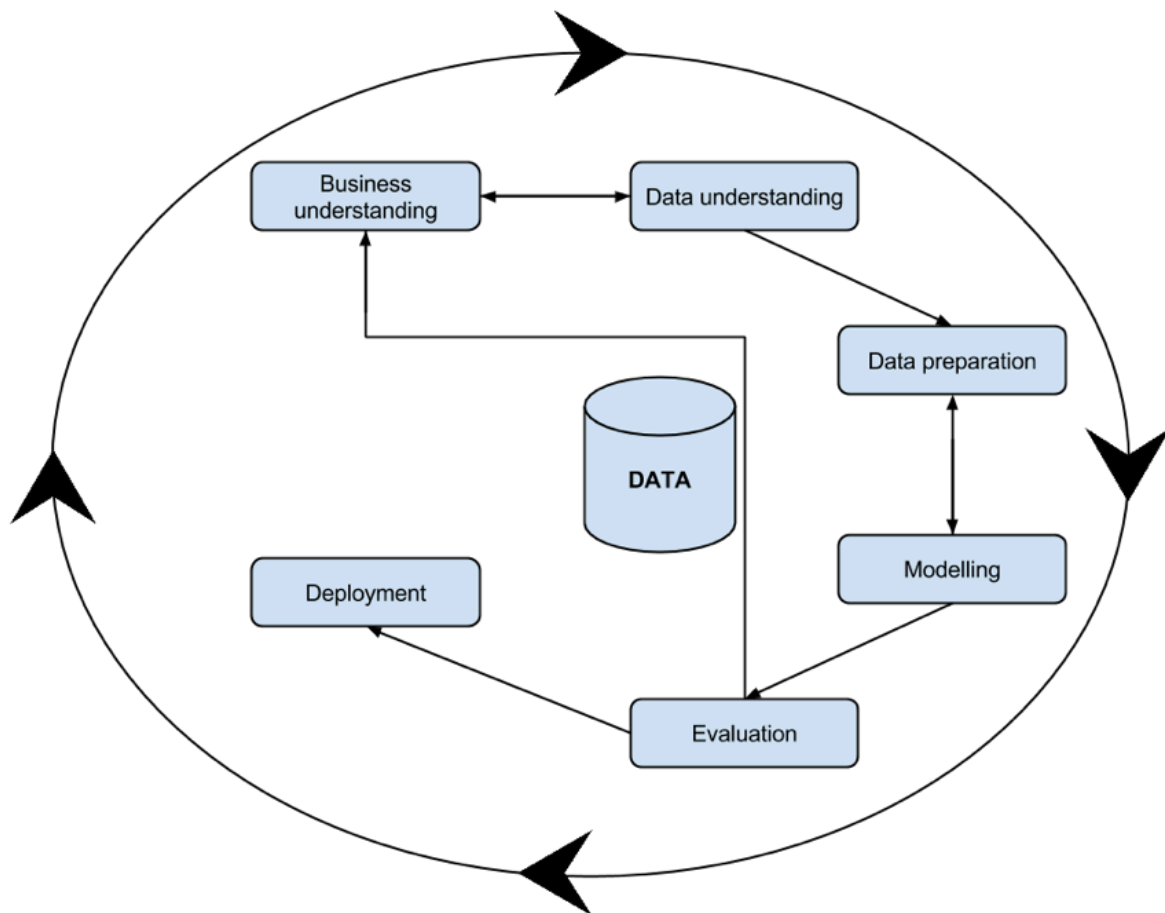 Business
understanding
Data understanding
Data preparation
DATA
Modelling
Deployment
Evaluation